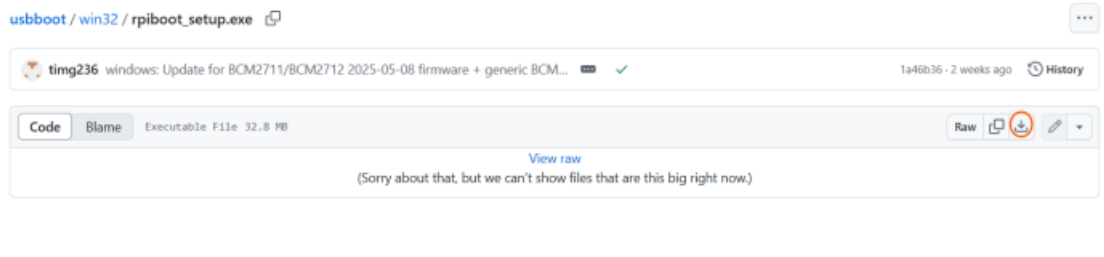 usbboot / win32 / rpiboot_setup.exe
timg236 windows: Update for BCM2711/BCM2712 2025-05-08 firmware + generic BCM... 1a46b36 · 2 weeks ago History
Code Blame Executable File 32.8 MB Raw
View raw
(Sorry about that, but we can't show files that are this big right now.)